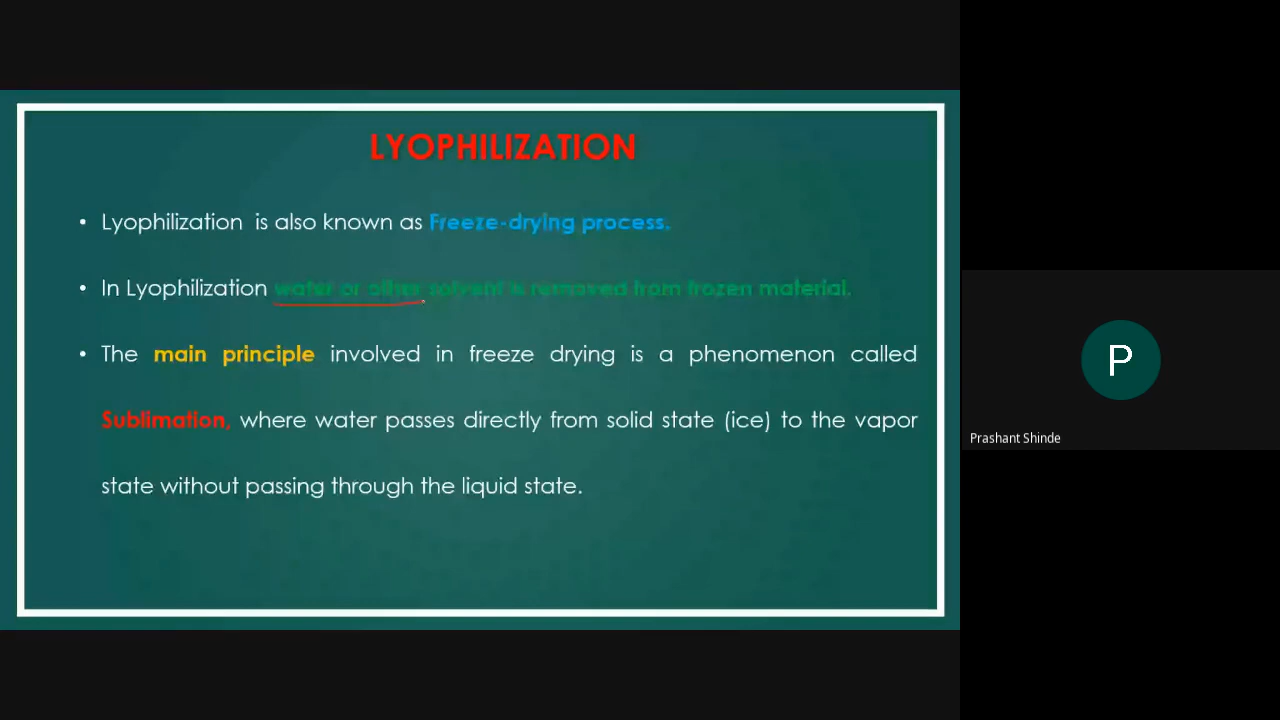 LYOPHILIZATION
• Lyophilization is also known as Freeze-drying process.
• In Lyophilization water or other solvent is removed from frozen material.
• The main principle involved in freeze drying is a phenomenon called
Sublimation, where water passes directly from solid state (ice) to the vapor
state without passing through the liquid state.
P
Prashant Shinde